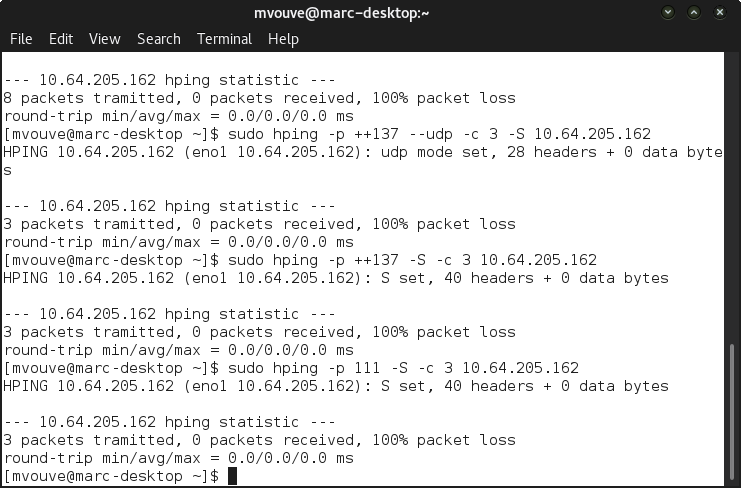 mvouve@marc-desktop:~
File Edit View Search Terminal Help
--- 10.64.205.162 hping statistic ---
8 packets tramitted, 0 packets received, 100% packet loss
round-trip min/avg/max = 0.0/0.0/0.0 ms
[mvouve@marc-desktop ~]$ sudo hping -p ++137 --udp -c 3 -S 10.64.205.162
HPING 10.64.205.162 (eno1 10.64.205.162): udp mode set, 28 headers + 0 data byte
s
--- 10.64.205.162 hping statistic ---
3 packets tramitted, 0 packets received, 100% packet loss
round-trip min/avg/max = 0.0/0.0/0.0 ms
[mvouve@marc-desktop ~]$ sudo hping -p ++137 -S -c 3 10.64.205.162
HPING 10.64.205.162 (eno1 10.64.205.162): S set, 40 headers + 0 data bytes
--- 10.64.205.162 hping statistic ---
3 packets tramitted, 0 packets received, 100% packet loss
round-trip min/avg/max = 0.0/0.0/0.0 ms
[mvouve@marc-desktop ~]$ sudo hping -p 111 -S -c 3 10.64.205.162
HPING 10.64.205.162 (eno1 10.64.205.162): S set, 40 headers + 0 data bytes
--- 10.64.205.162 hping statistic ---
3 packets tramitted, 0 packets received, 100% packet loss
round-trip min/avg/max = 0.0/0.0/0.0 ms
[mvouve@marc-desktop ~]$